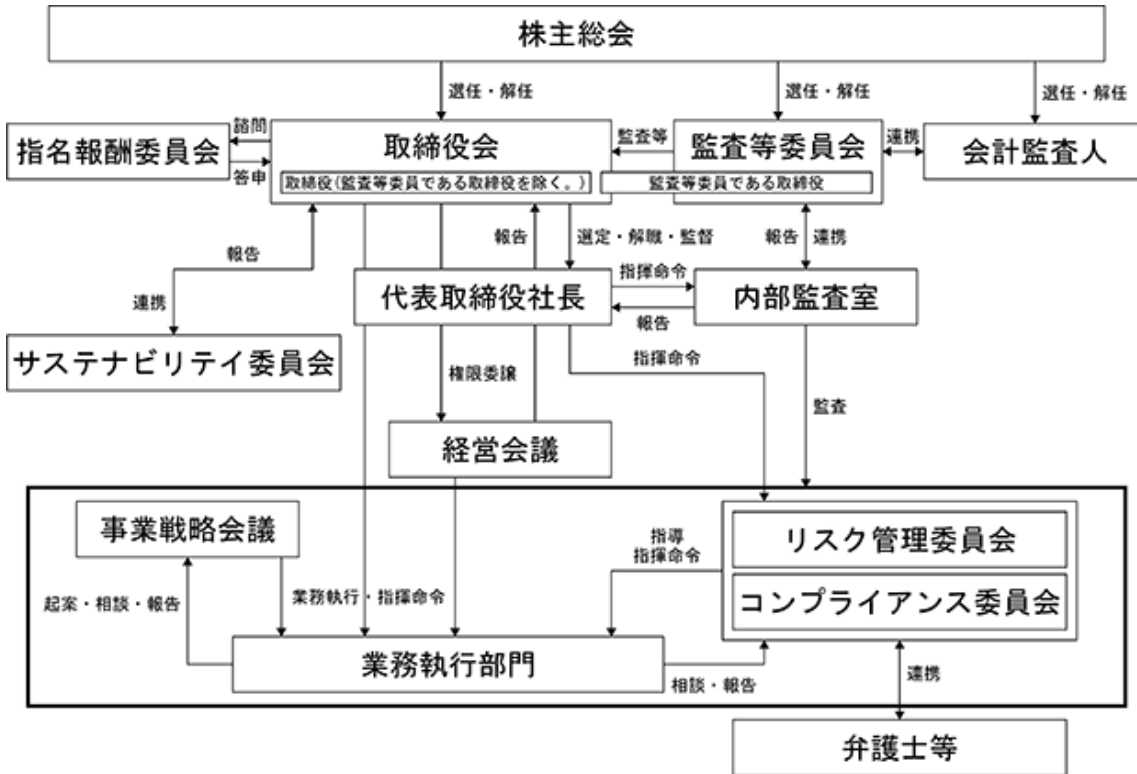 株主総会
選任・解任
選任・解任
選任・解任
諮問
指名報酬委員会
答申
取締役会
取締役(監査等委員である取締役を除く。)
監査等
監査等委員会
監査等委員である取締役
連携
会計監査人
報告
連携
報告
選定・解職・監督
報告
連携
代表取締役社長
指揮命令
報告
内部監査室
サステナビリテイ委員会
指揮命令
権限委譲
監査
経営会議
事業戦略会議
指導
指揮命令
リスク管理委員会
コンプライアンス委員会
起案・相談・報告
業務執行・指揮命令
業務執行部門
相談・報告
連携
弁護士等